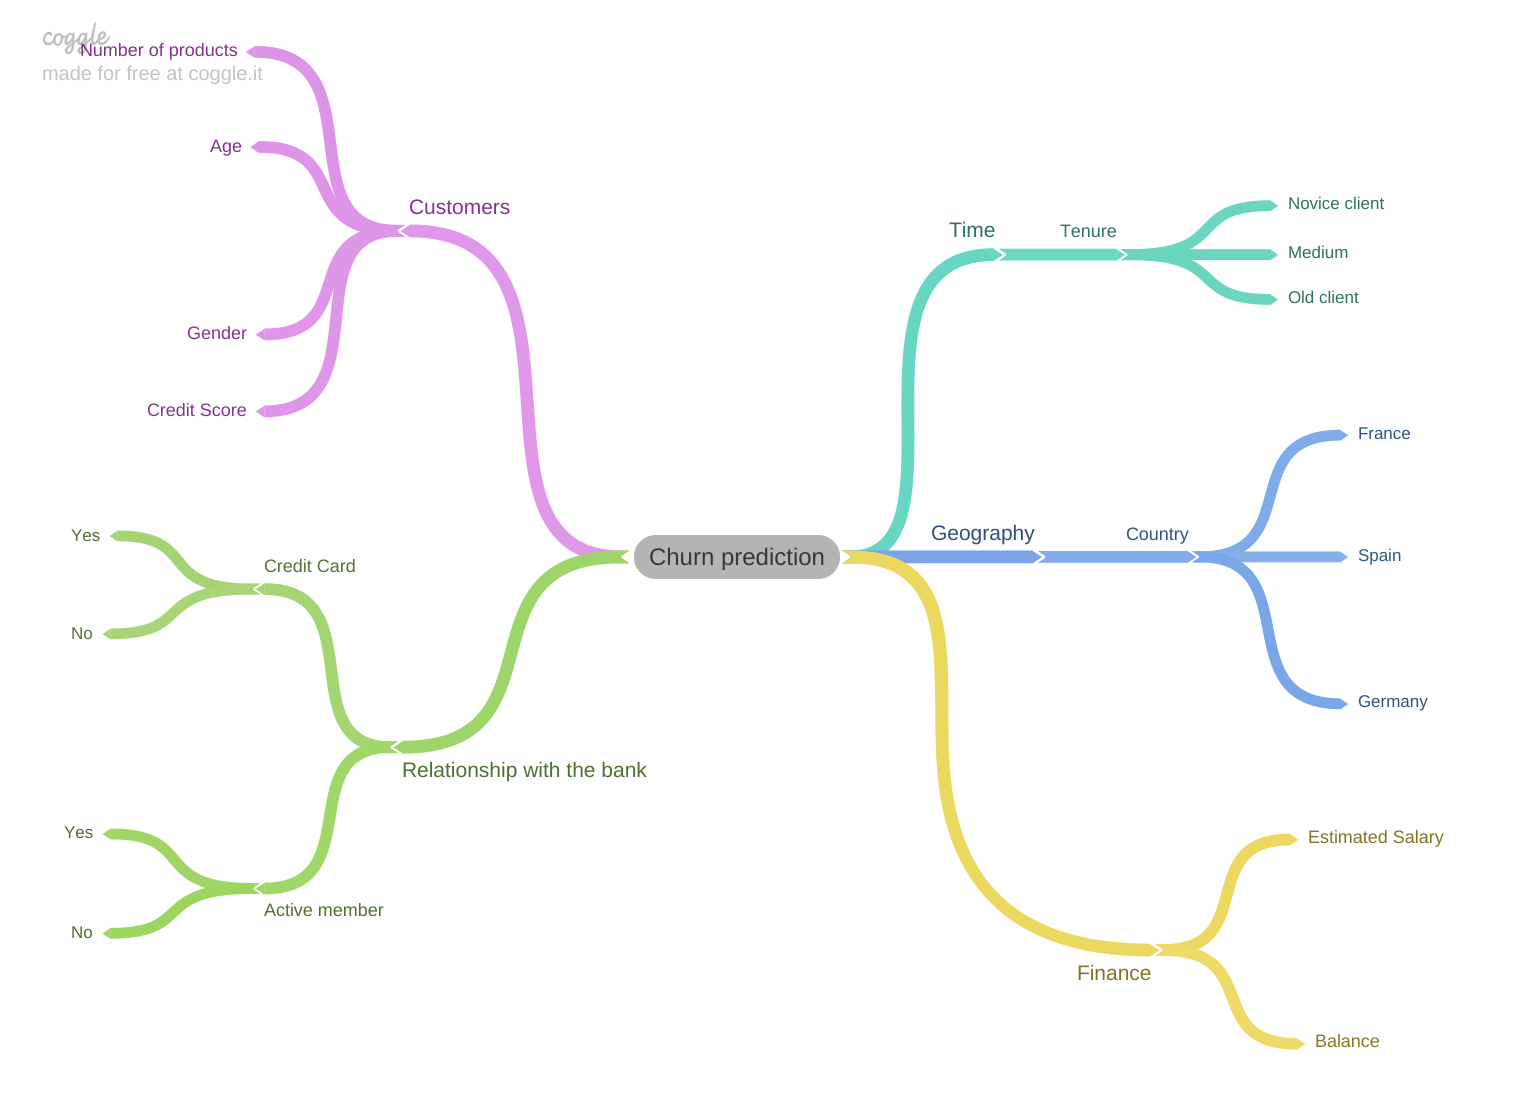 coggle
made for free at coggle.it
Number of products
Age
Customers
Gender
Credit Score
Yes
Credit Card
No
Relationship with the bank
Yes
Active member
No
Churn prediction
Time
Tenure
Novice client
Medium
Old client
Geography
Country
France
Spain
Germany
Finance
Estimated Salary
Balance